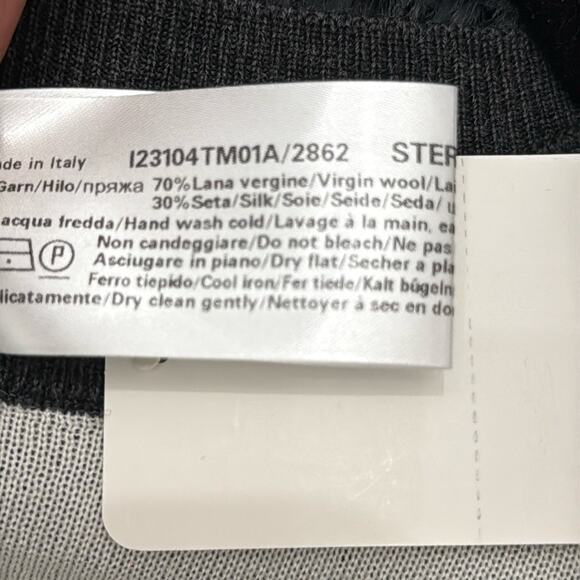 de in Italy I23104TM01A/2862 STEP
Garn/Hilo/пряжа 70%Lana vergine/Virgin wool/Lai
30%Seta/Silk/Soie/Seide/Seda/
acqua fredda/Hand wash cold/Lavage à la main, ea
Non candeggiare/Do not bleach/Ne pas
P Asciugare in piano/Dry flat/Secher a pla
Ferro tiepido/Cool iron/Fer tiede/Kalt bügeln
licatamente/Dry clean gently/Nettoyer à sec en do